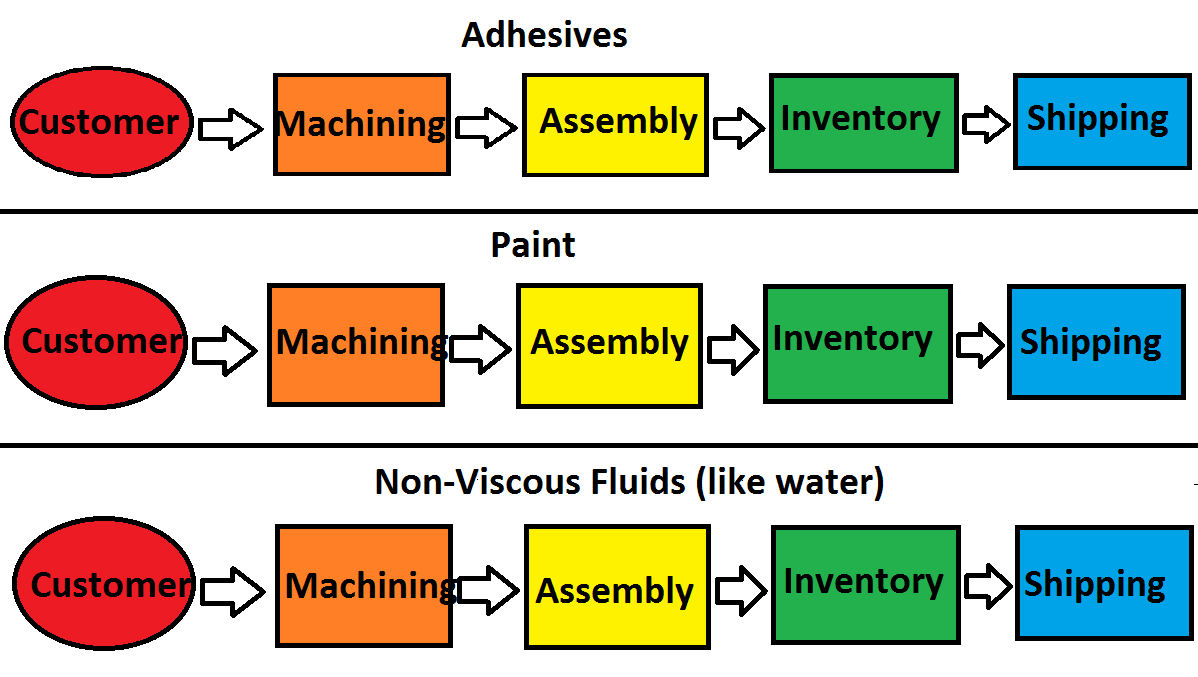 Adhesives
Customer Machining Assembly Inventory Shipping
Paint
Customer Machining Assembly Inventory Shipping
Non-Viscous Fluids (like water)
Customer Machining Assembly Inventory Shipping